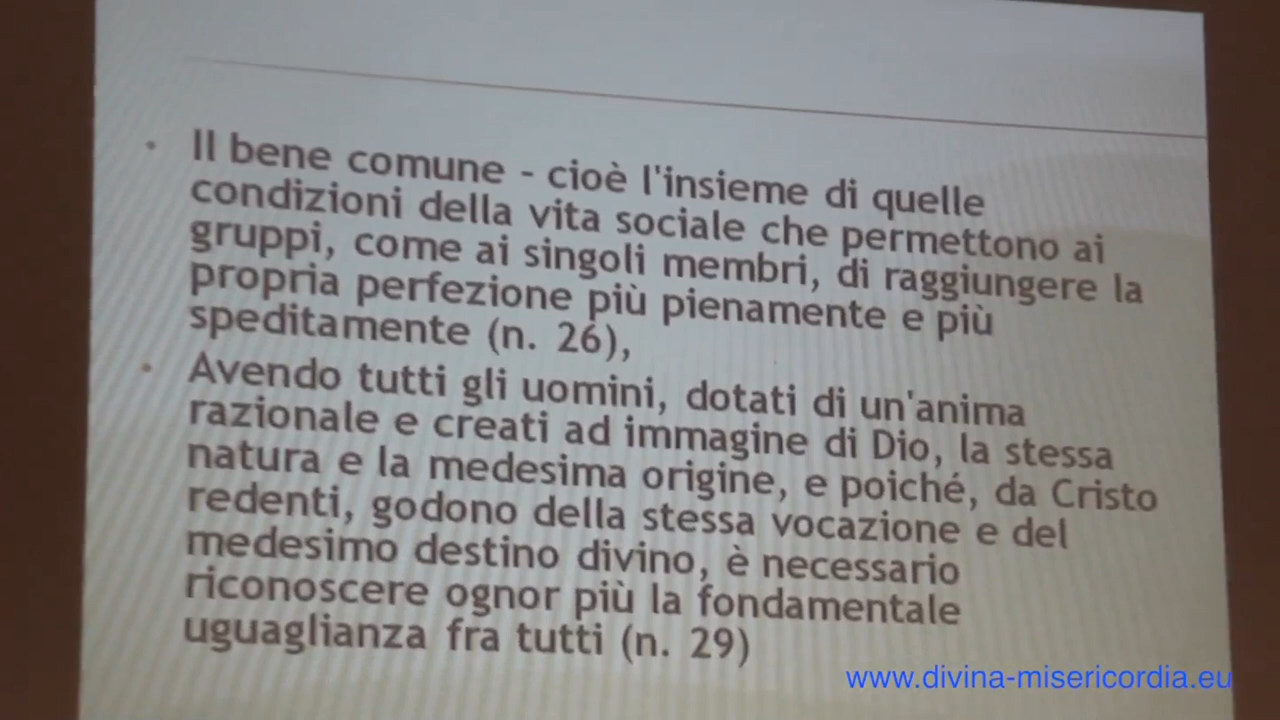 • Il bene comune - cioè l'insieme di quelle
condizioni della vita sociale che permettono ai
gruppi, come ai singoli membri, di raggiungere la
propria perfezione più pienamente e più
speditamente (n. 26),
• Avendo tutti gli uomini, dotati di un'anima
razionale e creati ad immagine di Dio, la stessa
natura e la medesima origine, e poiché, da Cristo
redenti, godono della stessa vocazione e del
medesimo destino divino, è necessario
riconoscere ognor più la fondamentale
uguaglianza fra tutti (n. 29)
www.divina-misericordia.eu